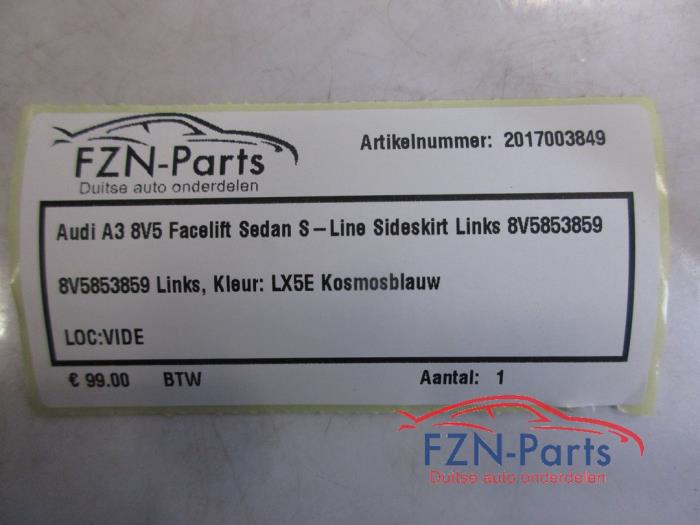 FZN-Parts
Duitse auto onderdelen
Artikelnummer: 2017003849
Audi A3 8V5 Facelift Sedan S-Line Sideskirt Links 8V5853859
8V5853859 Links, Kleur: LX5E Kosmosblauw
LOC:VIDE
€ 99.00 BTW Aantal: 1
FZN-Parts
Duitse auto onderdelen